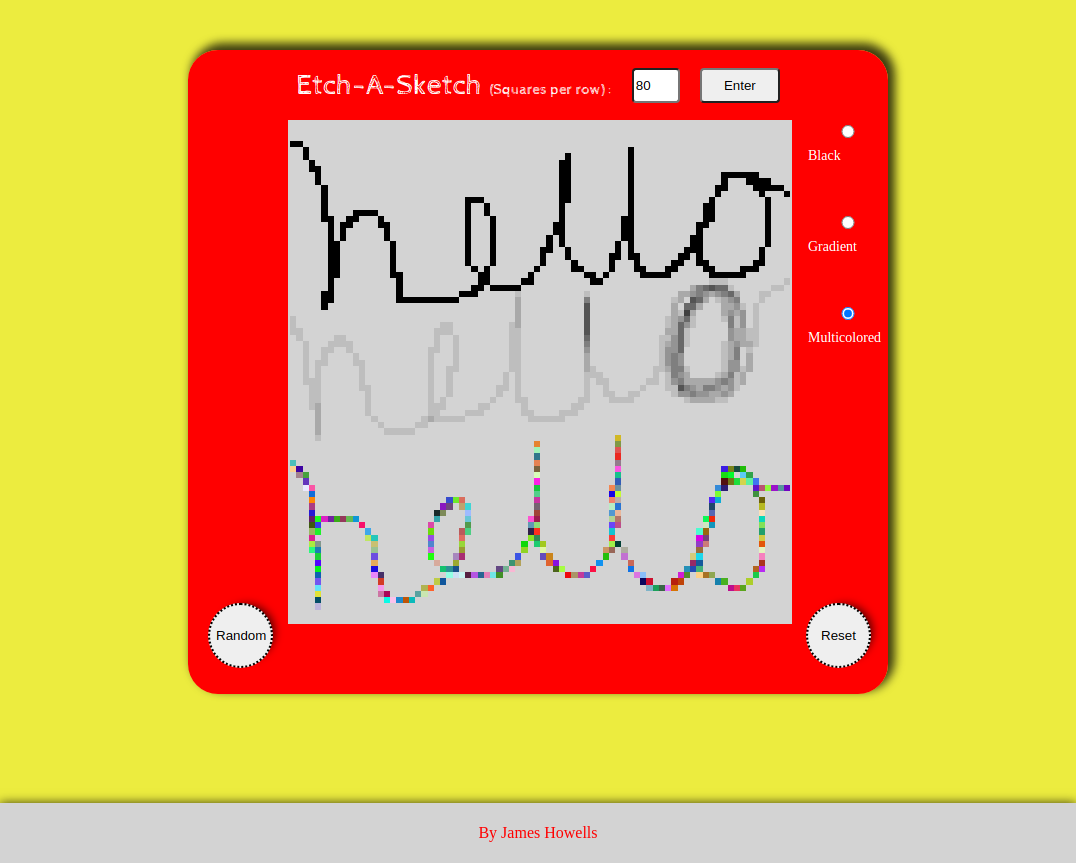 Etch-A-Sketch (Squares per row): 80 Enter
Black
Gradient
Multicolored
hello
hello
hello
Random Reset
By James Howells